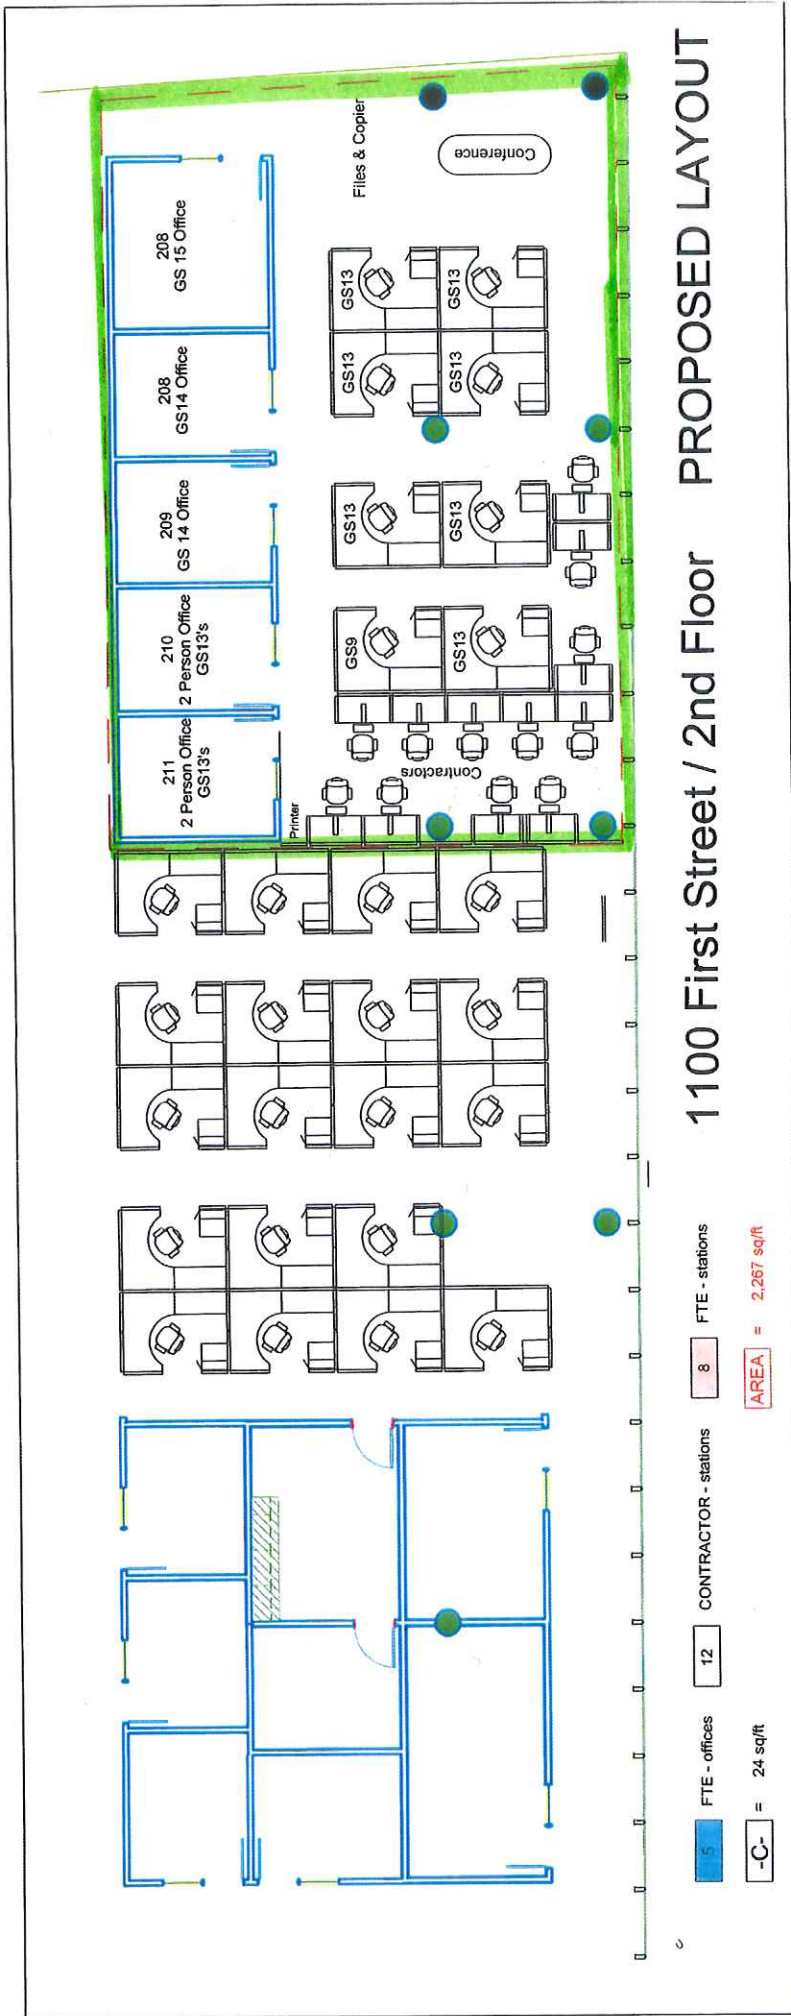 211
2 Person Office
GS13's
210
2 Person Office
GS13's
209
GS 14 Office
208
GS14 Office
208
GS 15 Office
Printer
Files & Copier
GS9
GS13
GS13
GS13
Contractors
GS13
GS13
GS13
GS13
Conference
1100 First Street / 2nd Floor PROPOSED LAYOUT
5 FTE - offices
12 CONTRACTOR - stations
8 FTE - stations
-C- = 24 sq/ft
AREA = 2,267 sq/ft